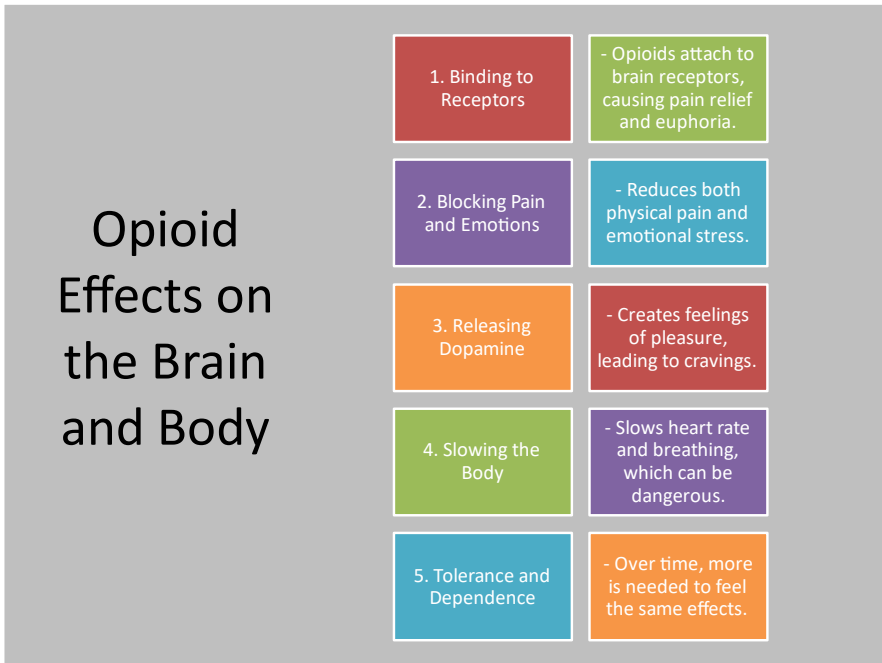 Opioid
Effects on
the Brain
and Body
1. Binding to
Receptors
- Opioids attach to
brain receptors,
causing pain relief
and euphoria.
2. Blocking Pain
and Emotions
- Reduces both
physical pain and
emotional stress.
3. Releasing
Dopamine
- Creates feelings
of pleasure,
leading to cravings.
4. Slowing the
Body
- Slows heart rate
and breathing,
which can be
dangerous.
5. Tolerance and
Dependence
- Over time, more
is needed to feel
the same effects.